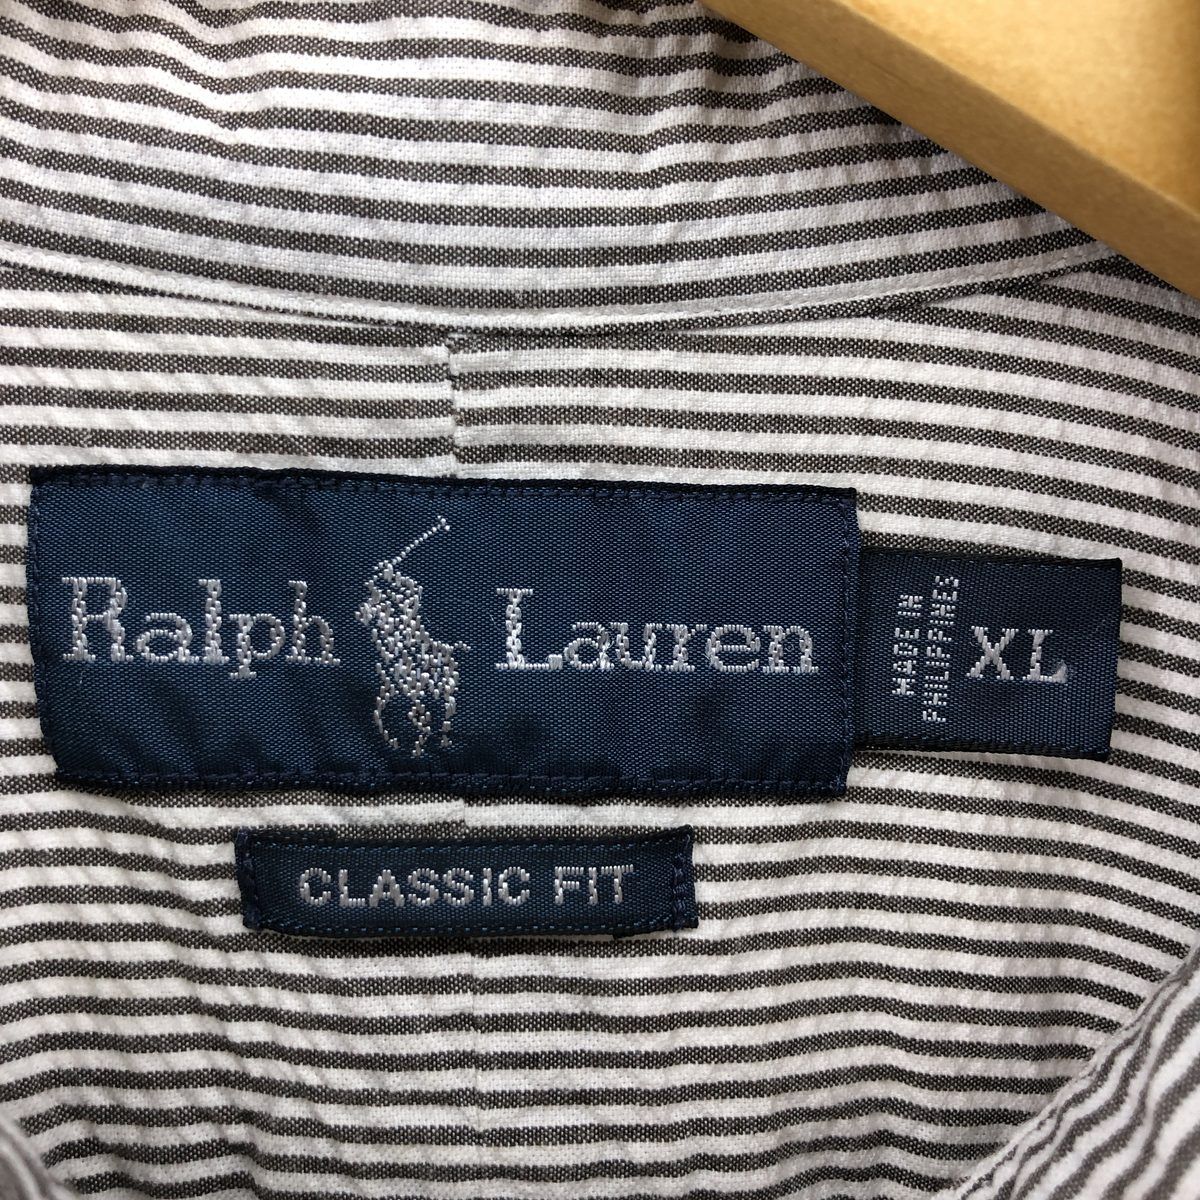 Ralph Lauren
MADE IN
PHILIPPINES
XL
CLASSIC FIT